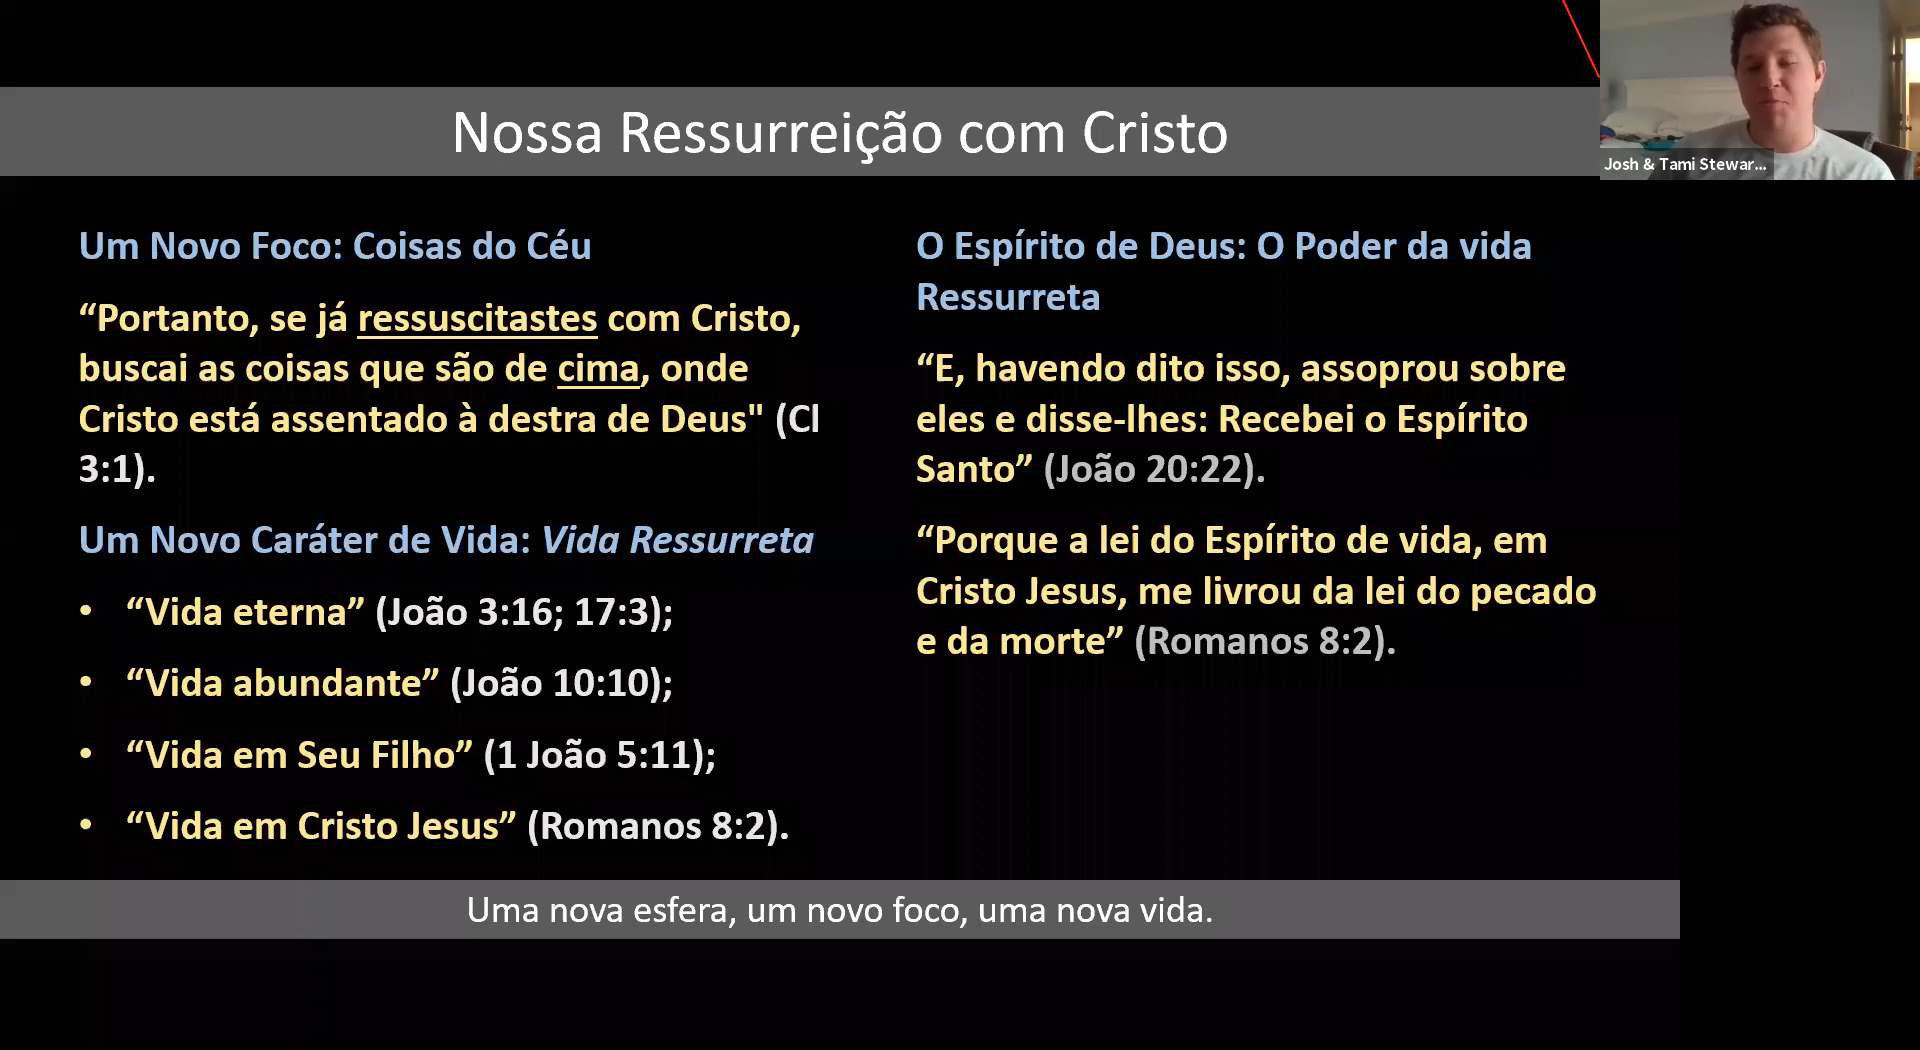 Nossa Ressurreição com Cristo
Josh & Tami Stewar...
Um Novo Foco: Coisas do Céu
“Portanto, se já ressuscitastes com Cristo,
buscai as coisas que são de cima, onde
Cristo está assentado à destra de Deus" (Cl
3:1).
Um Novo Caráter de Vida: Vida Ressurreta
• “Vida eterna” (João 3:16; 17:3);
• “Vida abundante” (João 10:10);
• “Vida em Seu Filho” (1 João 5:11);
• “Vida em Cristo Jesus” (Romanos 8:2).
O Espírito de Deus: O Poder da vida
Ressurreta
“E, havendo dito isso, assoprou sobre
eles e disse-lhes: Recebei o Espírito
Santo” (João 20:22).
“Porque a lei do Espírito de vida, em
Cristo Jesus, me livrou da lei do pecado
e da morte” (Romanos 8:2).
Uma nova esfera, um novo foco, uma nova vida.